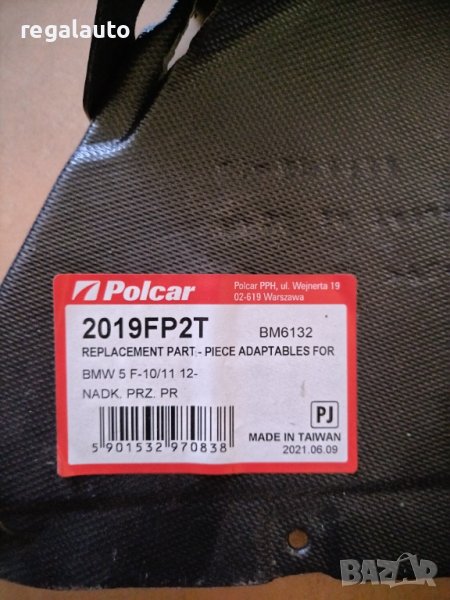 regalauto
Polcar
Polcar PPH, ul. Wejnerta 19
02-619 Warszawa
2019FP2T
BM6132
REPLACEMENT PART - PIECE ADAPTABLES FOR
BMW 5 F-10/11 12-
NADK. PRZ. PR
5 901532 970838
PJ
MADE IN TAIWAN
2021.06.09
BAZAR